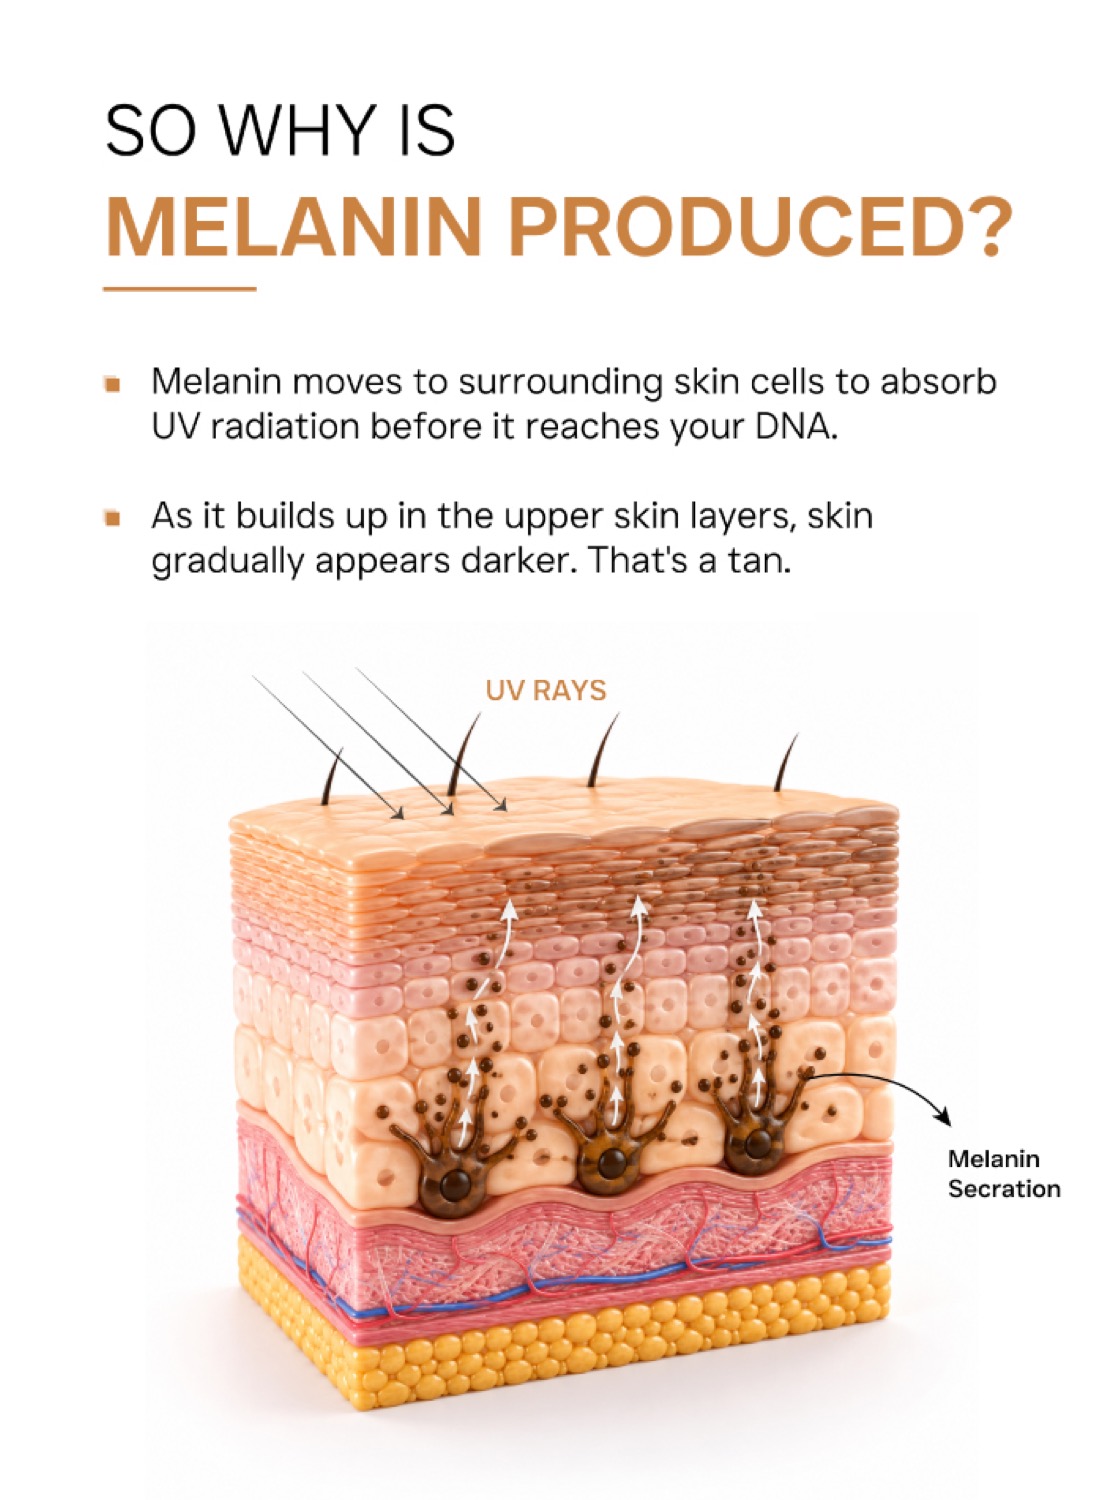 SO WHY IS
MELANIN PRODUCED?
Melanin moves to surrounding skin cells to absorb
UV radiation before it reaches your DNA.
As it builds up in the upper skin layers, skin
gradually appears darker. That's a tan.
UV RAYS
Melanin
Secration